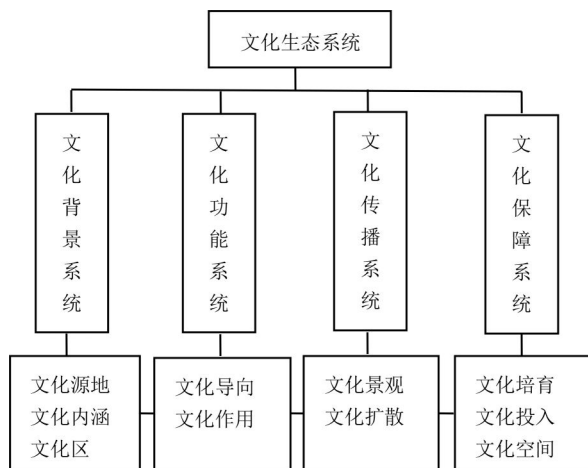 文化生态系统
文化背景系统
文化功能系统
文化传播系统
文化保障系统
文化源地
文化内涵
文化区
文化导向
文化作用
文化景观
文化扩散
文化培育
文化投入
文化空间